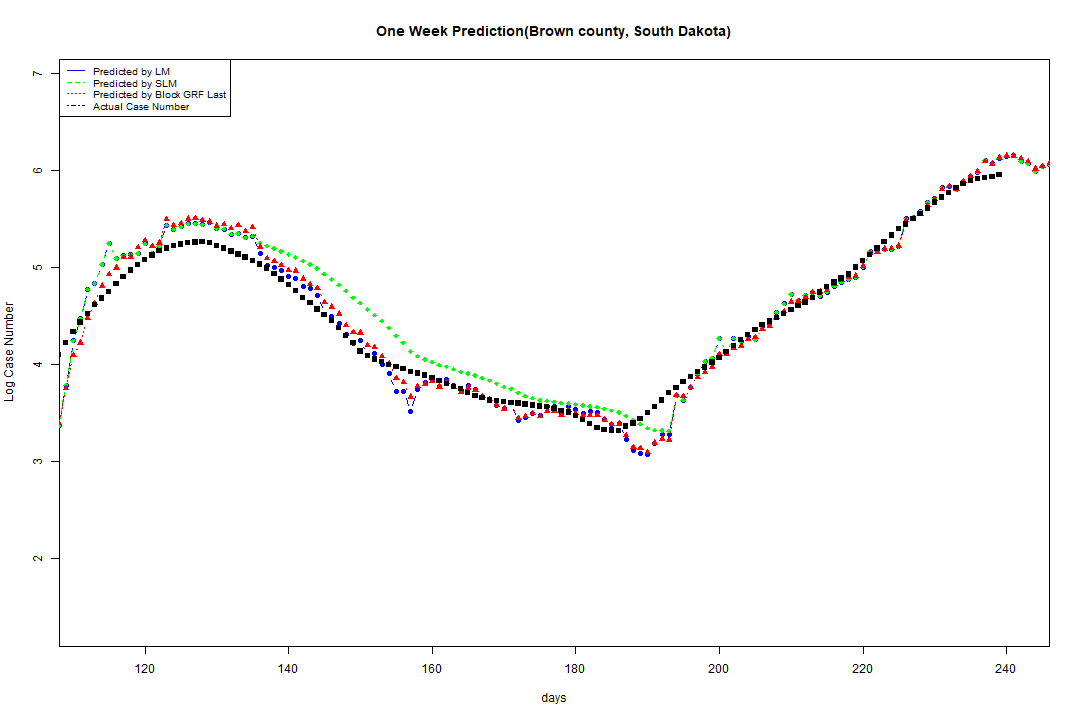 One Week Prediction(Brown county, South Dakota)
Predicted by LM
Predicted by SLM
Predicted by Block GRF Last
Actual Case Number
7
6
5
4
3
2
Log Case Number
120 140 160 180 200 220 240
days